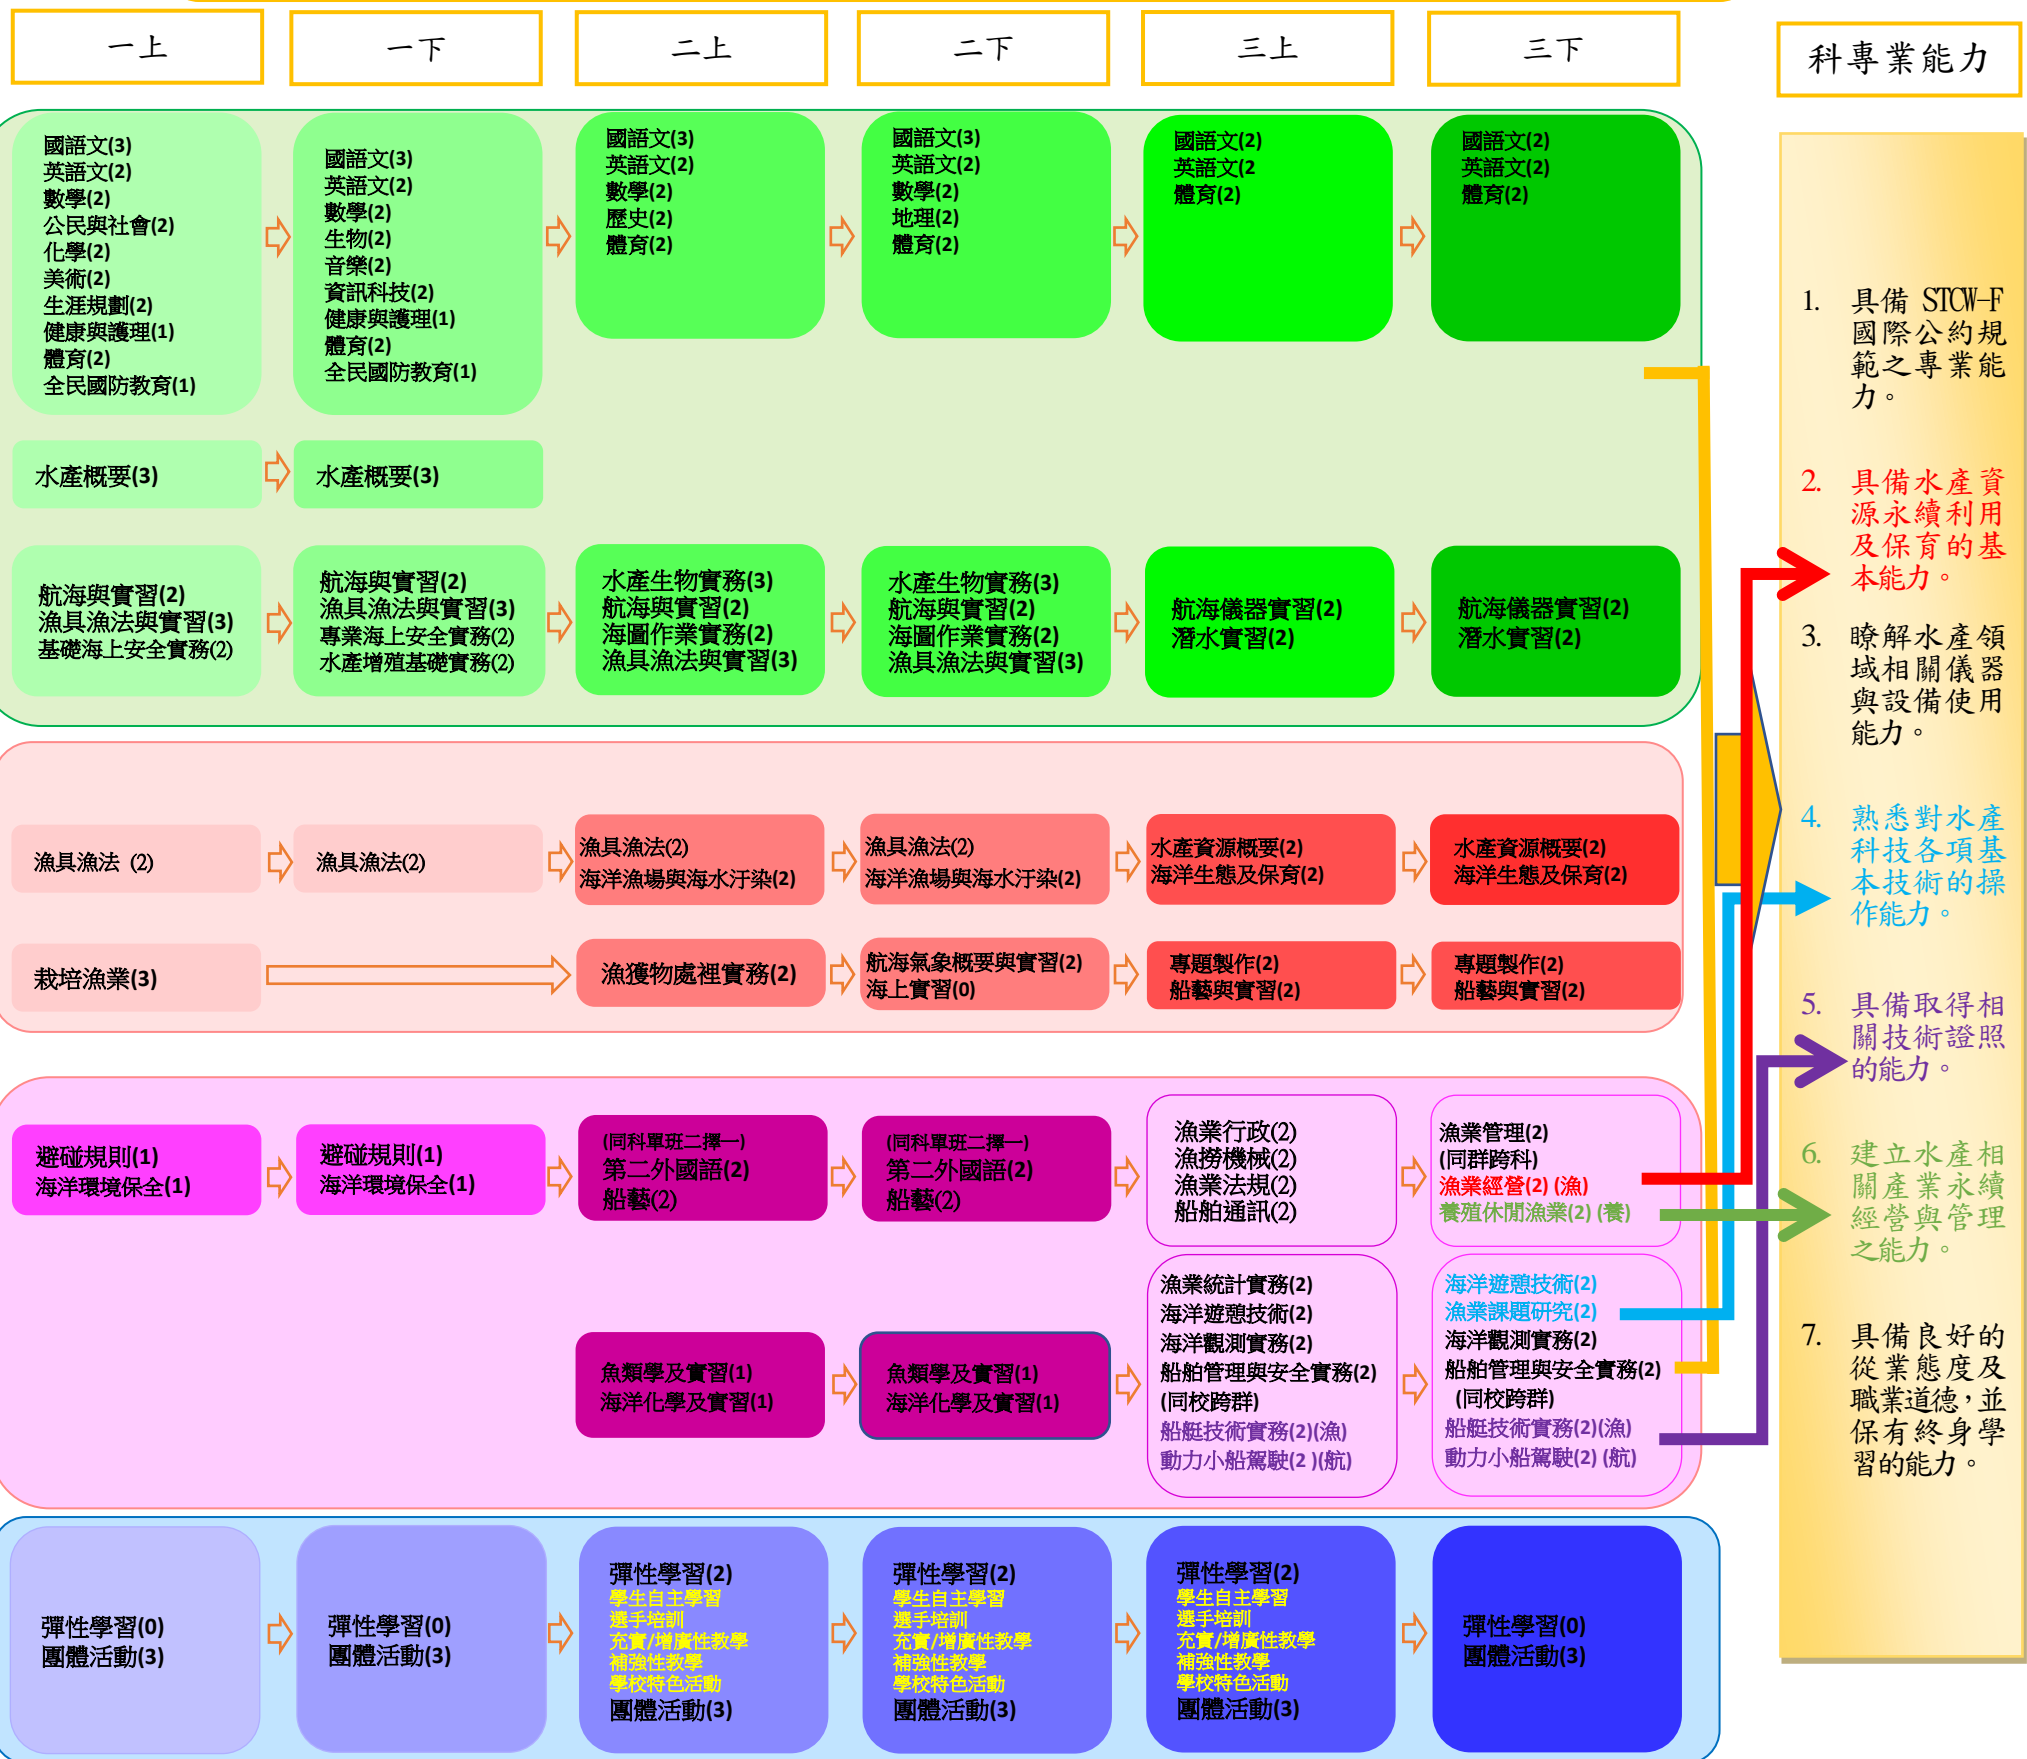 一上
一下
二上
二下
三上
三下
科專業能力
國語文(3)
英語文(2)
數學(2)
公民與社會(2)
化學(2)
美術(2)
生涯規劃(2)
健康與護理(1)
體育(2)
全民國防教育(1)
國語文(3)
英語文(2)
數學(2)
生物(2)
音樂(2)
資訊科技(2)
健康與護理(1)
體育(2)
全民國防教育(1)
國語文(3)
英語文(2)
數學(2)
歷史(2)
體育(2)
國語文(3)
英語文(2)
數學(2)
地理(2)
體育(2)
國語文(2)
英語文(2
體育(2)
國語文(2)
英語文(2)
體育(2)
水產概要(3)
水產概要(3)
航海與實習(2)
漁具漁法與實習(3)
基礎海上安全實務(2)
航海與實習(2)
漁具漁法與實習(3)
專業海上安全實務(2)
水產增殖基礎實務(2)
水產生物實務(3)
航海與實習(2)
海圖作業實務(2)
漁具漁法與實習(3)
水產生物實務(3)
航海與實習(2)
海圖作業實務(2)
漁具漁法與實習(3)
航海儀器實習(2)
潛水實習(2)
航海儀器實習(2)
潛水實習(2)
漁具漁法 (2)
漁具漁法(2)
漁具漁法(2)
海洋漁場與海水汙染(2)
漁具漁法(2)
海洋漁場與海水汙染(2)
水產資源概要(2)
海洋生態及保育(2)
水產資源概要(2)
海洋生態及保育(2)
栽培漁業(3)
漁獲物處裡實務(2)
航海氣象概要與實習(2)
海上實習(0)
專題製作(2)
船藝與實習(2)
專題製作(2)
船藝與實習(2)
避碰規則(1)
海洋環境保全(1)
避碰規則(1)
海洋環境保全(1)
(同科單班二擇一)
第二外國語(2)
船藝(2)
(同科單班二擇一)
第二外國語(2)
船藝(2)
漁業行政(2)
漁撈機械(2)
漁業法規(2)
船舶通訊(2)
漁業管理(2)
(同群跨科)
漁業經營(2) (漁)
養殖休閒漁業(2) (養)
魚類學及實習(1)
海洋化學及實習(1)
魚類學及實習(1)
海洋化學及實習(1)
漁業統計實務(2)
海洋遊憩技術(2)
海洋觀測實務(2)
船舶管理與安全實務(2)
(同校跨群)
船艇技術實務(2)(漁)
動力小船駕駛(2 )(航)
海洋遊憩技術(2)
漁業課題研究(2)
海洋觀測實務(2)
船舶管理與安全實務(2)
(同校跨群)
船艇技術實務(2)(漁)
動力小船駕駛(2) (航)
彈性學習(0)
團體活動(3)
彈性學習(0)
團體活動(3)
彈性學習(2)
學生自主學習
選手培訓
充實/增廣性教學
補強性教學
學校特色活動
團體活動(3)
彈性學習(2)
學生自主學習
選手培訓
充實/增廣性教學
補強性教學
學校特色活動
團體活動(3)
彈性學習(2)
學生自主學習
選手培訓
充實/增廣性教學
補強性教學
學校特色活動
團體活動(3)
彈性學習(0)
團體活動(3)
1. 具備 STCW-F
國際公約規
範之專業能
力。
2. 具備水產資
源永續利用
及保育的基
本能力。
3. 瞭解水產領
域相關儀器
與設備使用
能力。
4. 熟悉對水產
科技各項基
本技術的操
作能力。
5. 具備取得相
關技術證照
的能力。
6. 建立水產相
關產業永續
經營與管理
之能力。
7. 具備良好的
從業態度及
職業道德，並
保有終身學
習的能力。